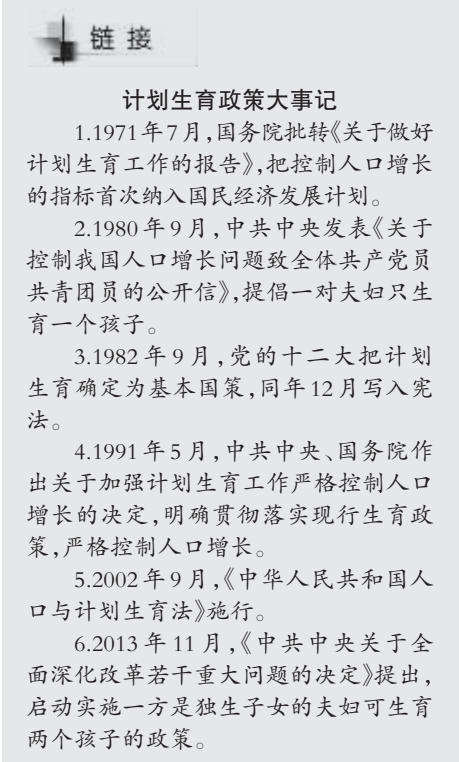 链接
计划生育政策大事记
1.1971年7月,国务院批转《关于做好
计划生育工作的报告》,把控制人口增长
的指标首次纳入国民经济发展计划。
2.1980年9月,中共中央发表《关于
控制我国人口增长问题致全体共产党员
共青团员的公开信》,提倡一对夫妇只生
育一个孩子。
3.1982年9月,党的十二大把计划
生育确定为基本国策,同年12月写入宪
法。
4.1991年5月,中共中央、国务院作
出关于加强计划生育工作严格控制人口
增长的决定,明确贯彻落实现行生育政
策,严格控制人口增长。
5.2002年9月,《中华人民共和国人
口与计划生育法》施行。
6.2013年11月,《中共中央关于全
面深化改革若干重大问题的决定》提出,
启动实施一方是独生子女的夫妇可生育
两个孩子的政策。